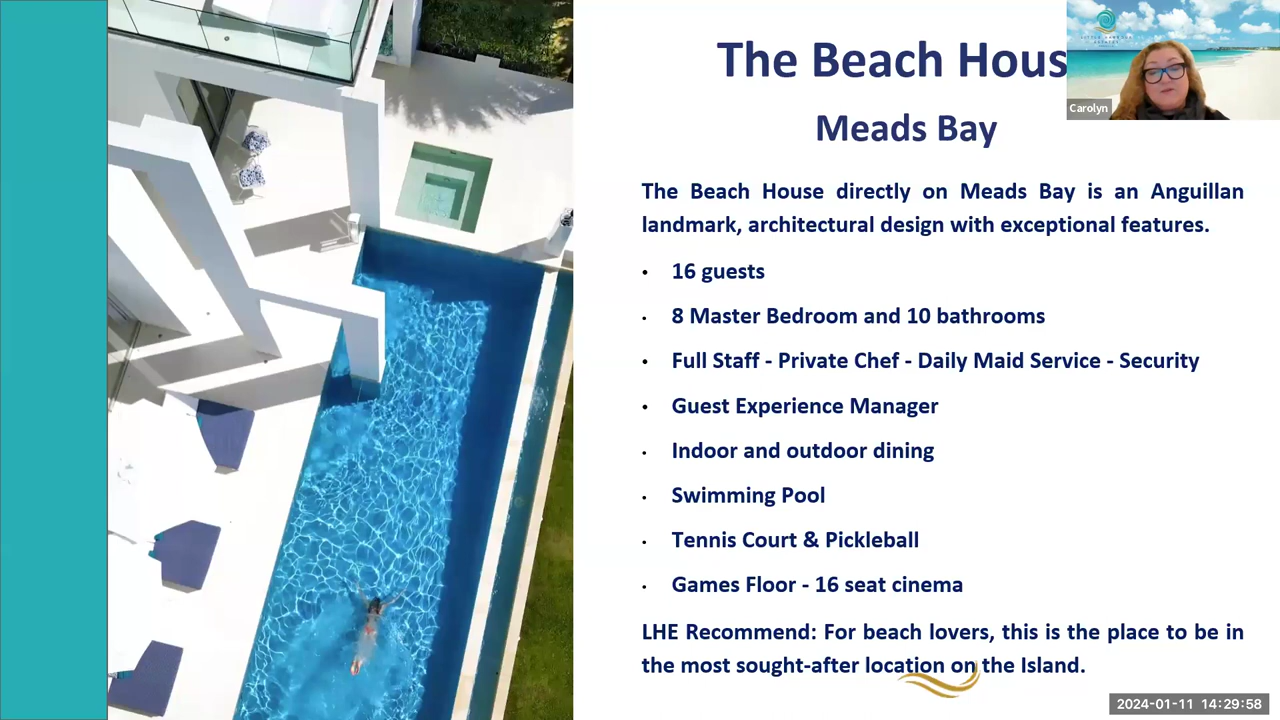 The Beach Hous
Meads Bay
Carolyn
The Beach House directly on Meads Bay is an Anguillan
landmark, architectural design with exceptional features.
• 16 guests
• 8 Master Bedroom and 10 bathrooms
• Full Staff - Private Chef - Daily Maid Service - Security
• Guest Experience Manager
• Indoor and outdoor dining
• Swimming Pool
• Tennis Court & Pickleball
• Games Floor - 16 seat cinema
LHE Recommend: For beach lovers, this is the place to be in
the most sought-after location on the Island.
2024-01-11 14:29:58